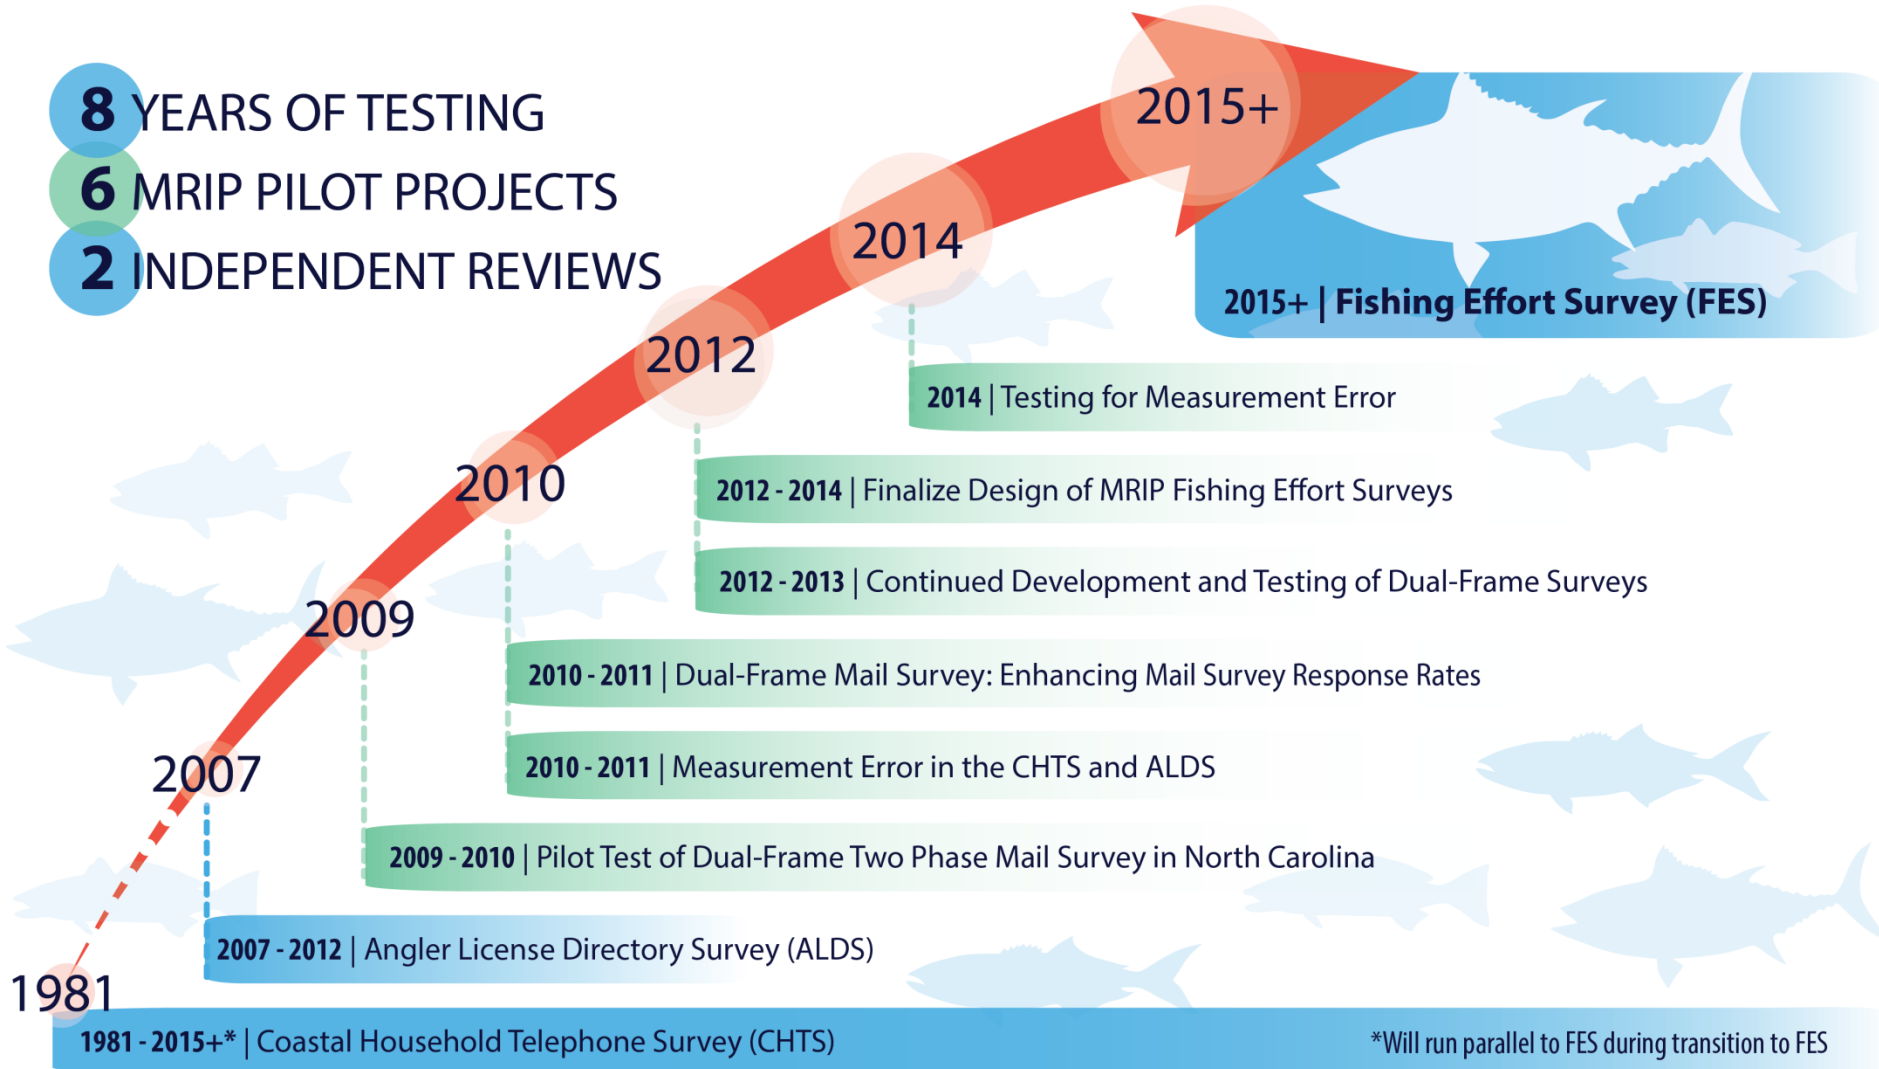 8 YEARS OF TESTING
6 MRIP PILOT PROJECTS
2 INDEPENDENT REVIEWS
2015+
2015+ | Fishing Effort Survey (FES)
2014
2014 | Testing for Measurement Error
2012
2012 - 2014 | Finalize Design of MRIP Fishing Effort Surveys
2012 - 2013 | Continued Development and Testing of Dual-Frame Surveys
2010
2010 - 2011 | Dual-Frame Mail Survey: Enhancing Mail Survey Response Rates
2010 - 2011 | Measurement Error in the CHTS and ALDS
2009
2009 - 2010 | Pilot Test of Dual-Frame Two Phase Mail Survey in North Carolina
2007
2007 - 2012 | Angler License Directory Survey (ALDS)
1981
1981 - 2015+* | Coastal Household Telephone Survey (CHTS)
*Will run parallel to FES during transition to FES